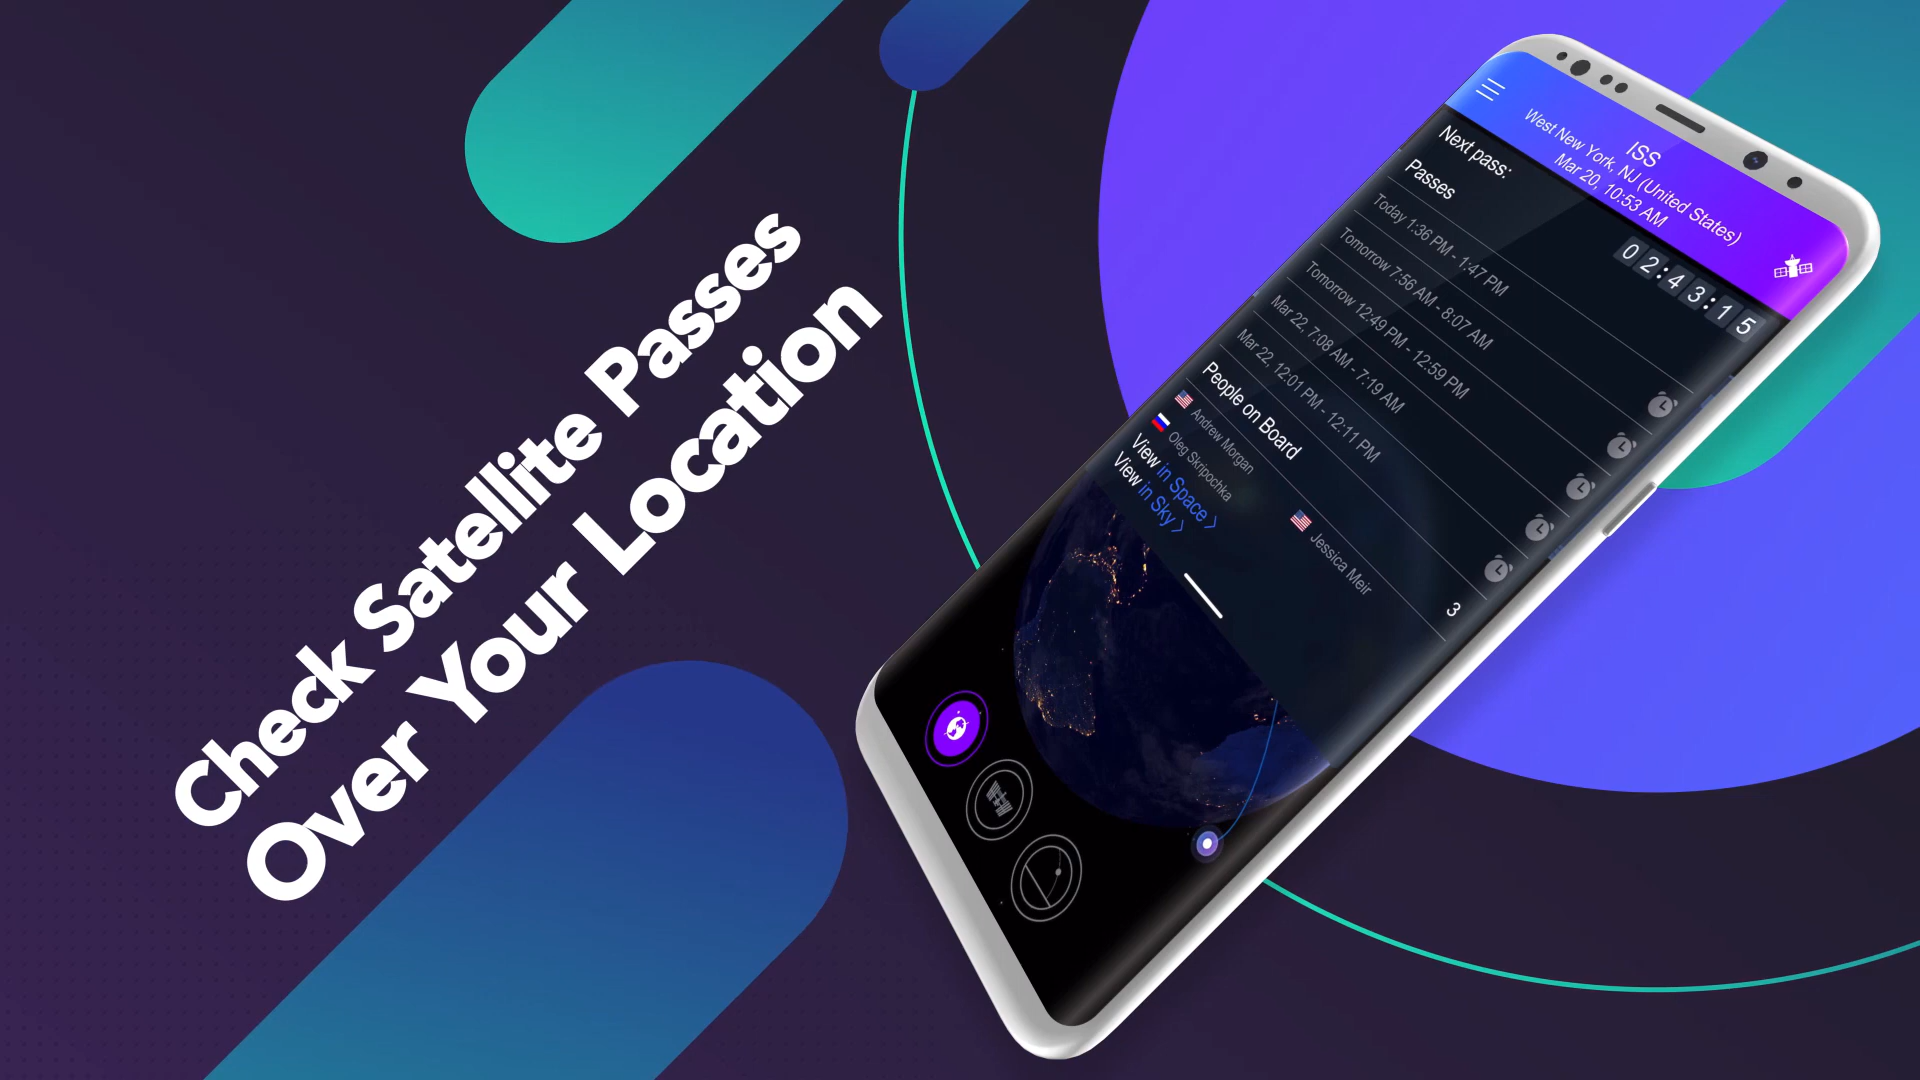 Check Satellite Passes
Over Your Location
ISS
West New York, NJ (United States)
Mar 20, 10:53 AM
Next pass:
02:43:15
Passes
Today 1:36 PM - 1:47 PM
Tomorrow 7:56 AM - 8:07 AM
Tomorrow 12:49 PM - 12:59 PM
Mar 22, 7:08 AM - 7:19 AM
Mar 22, 12:01 PM - 12:11 PM
People on Board 3
Andrew Morgan Jessica Meir
Oleg Skripochka
View in Space 〉
View in Sky 〉